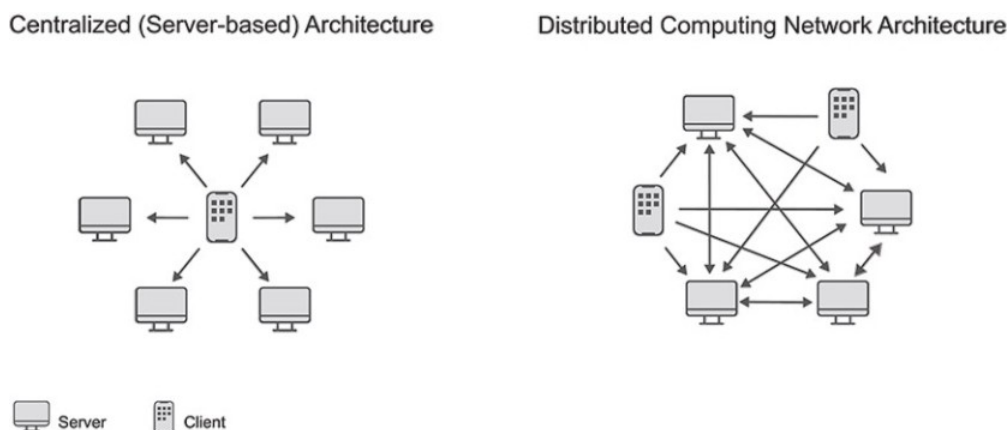 Centralized (Server-based) Architecture
Distributed Computing Network Architecture
Server
Client